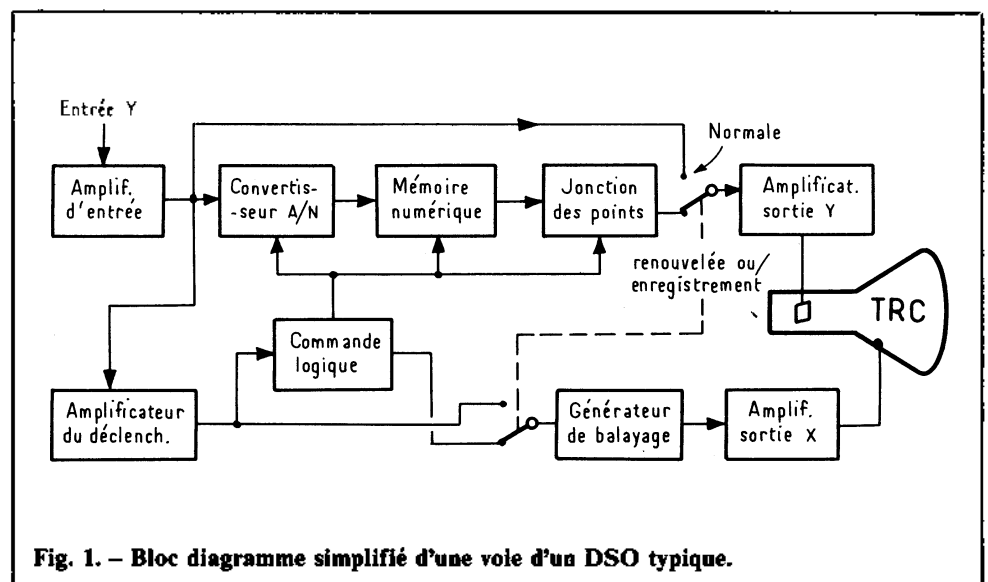 Entrée Y
Amplif.
d'entrée
Convertis-
-seur A/N
Mémoire
numérique
Jonction
des points
Normale
Amplificat.
sortie Y
renouvelée ou
enregistrement
TRC
Commande
logique
Amplificateur
du déclench.
Générateur
de balayage
Amplif.
sortie X
Fig. 1. – Bloc diagramme simplifié d'une voie d'un DSO typique.